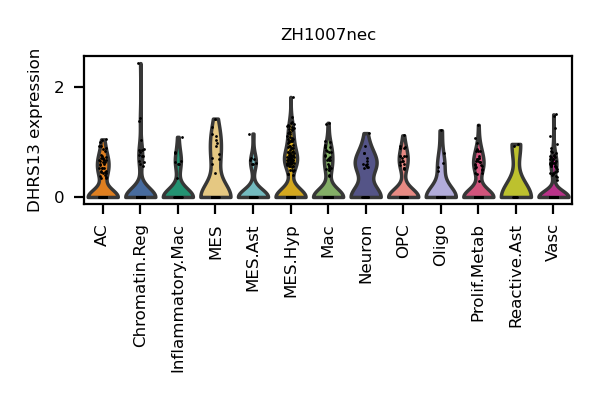 ZH1007nec
DHRS13 expression
2
0
AC
Chromatin.Reg
Inflammatory.Mac
MES
MES.Ast
MES.Hyp
Mac
Neuron
OPC
Oligo
Prolif.Metab
Reactive.Ast
Vasc